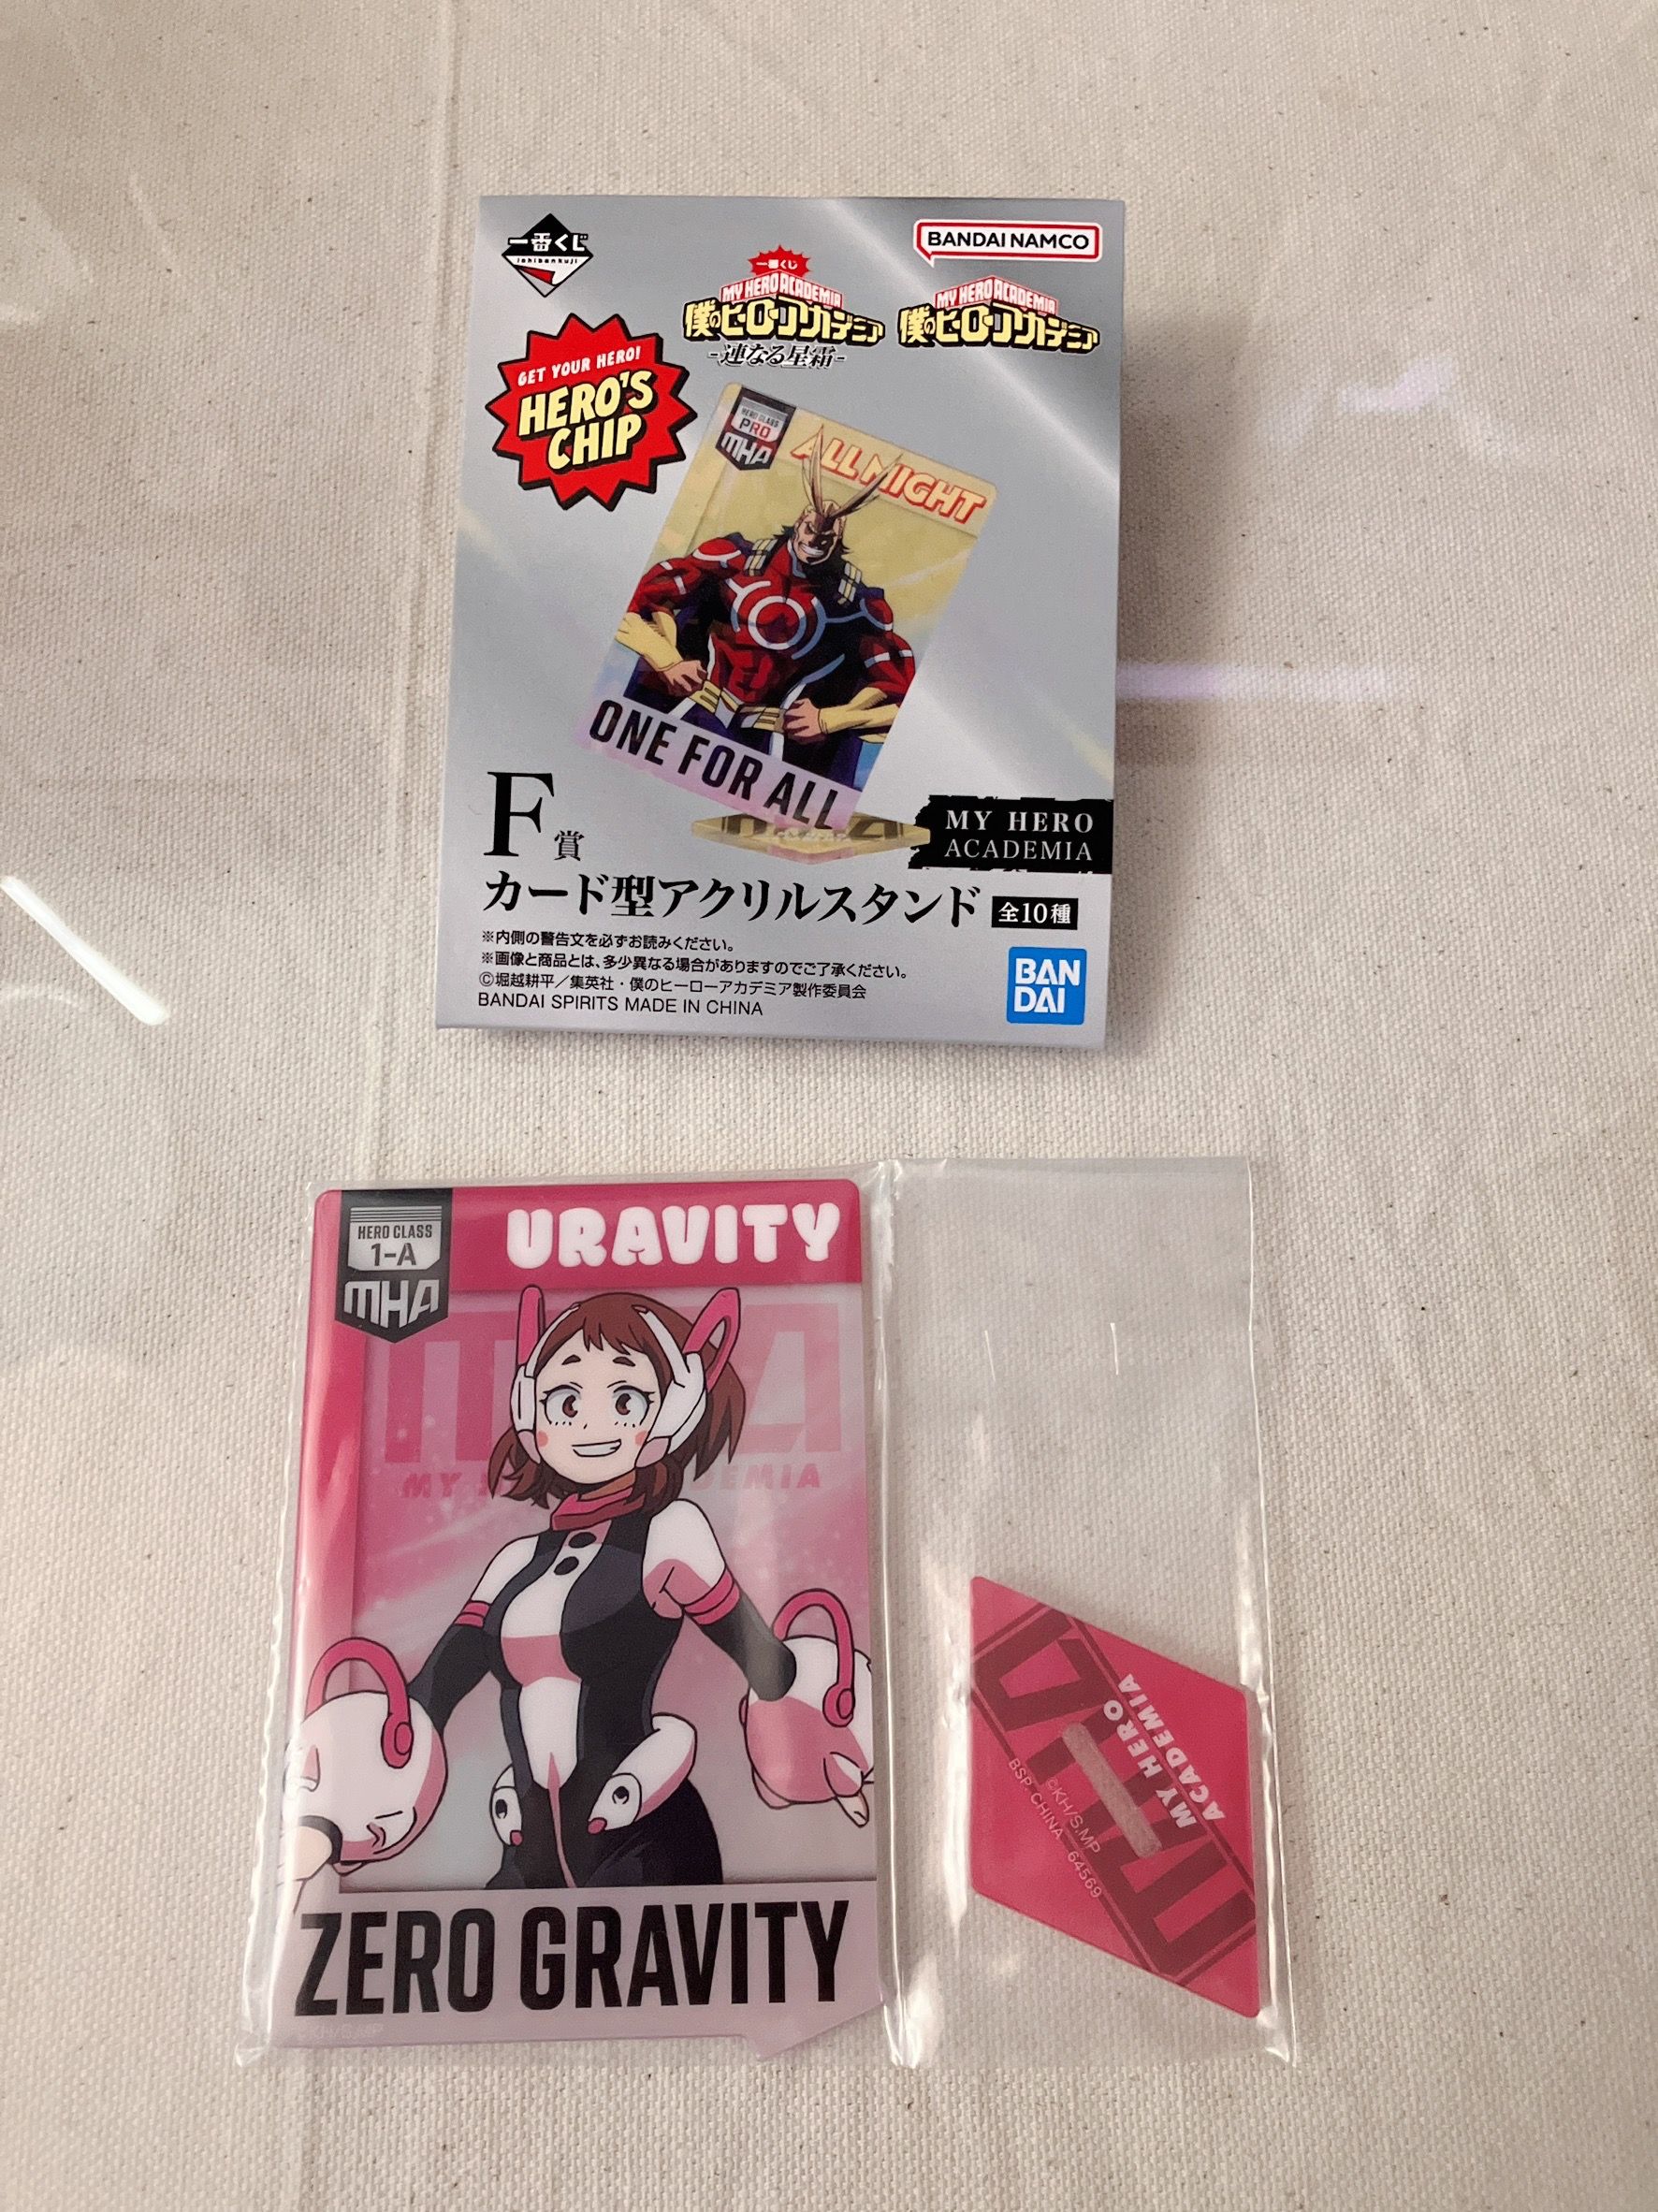 一番くじ
ichibankuji
BANDAI NAMCO
一番くじ
MY HERO ACADEMIA
僕のヒーローアカデミア
-連なる星霜-
MY HERO ACADEMIA
僕のヒーローアカデミア
GET YOUR HERO!
HERO'S
CHIP
HERO CLASS
PRO
MHA
ALL MIGHT
ONE FOR ALL
MHA
F賞
MY HERO
ACADEMIA
カード型アクリルスタンド 全10種
※内側の警告文を必ずお読みください。
※画像と商品とは、多少異なる場合がありますのでご了承ください。
©堀越耕平／集英社・僕のヒーローアカデミア製作委員会
BANDAI SPIRITS MADE IN CHINA
BAN
DAI
HERO CLASS
1-A
MHA
URAVITY
ZERO GRAVITY
©KH/S,MP
MHA
MY HERO
ACADEMIA
©KH/S,MP
BSP CHINA 64569